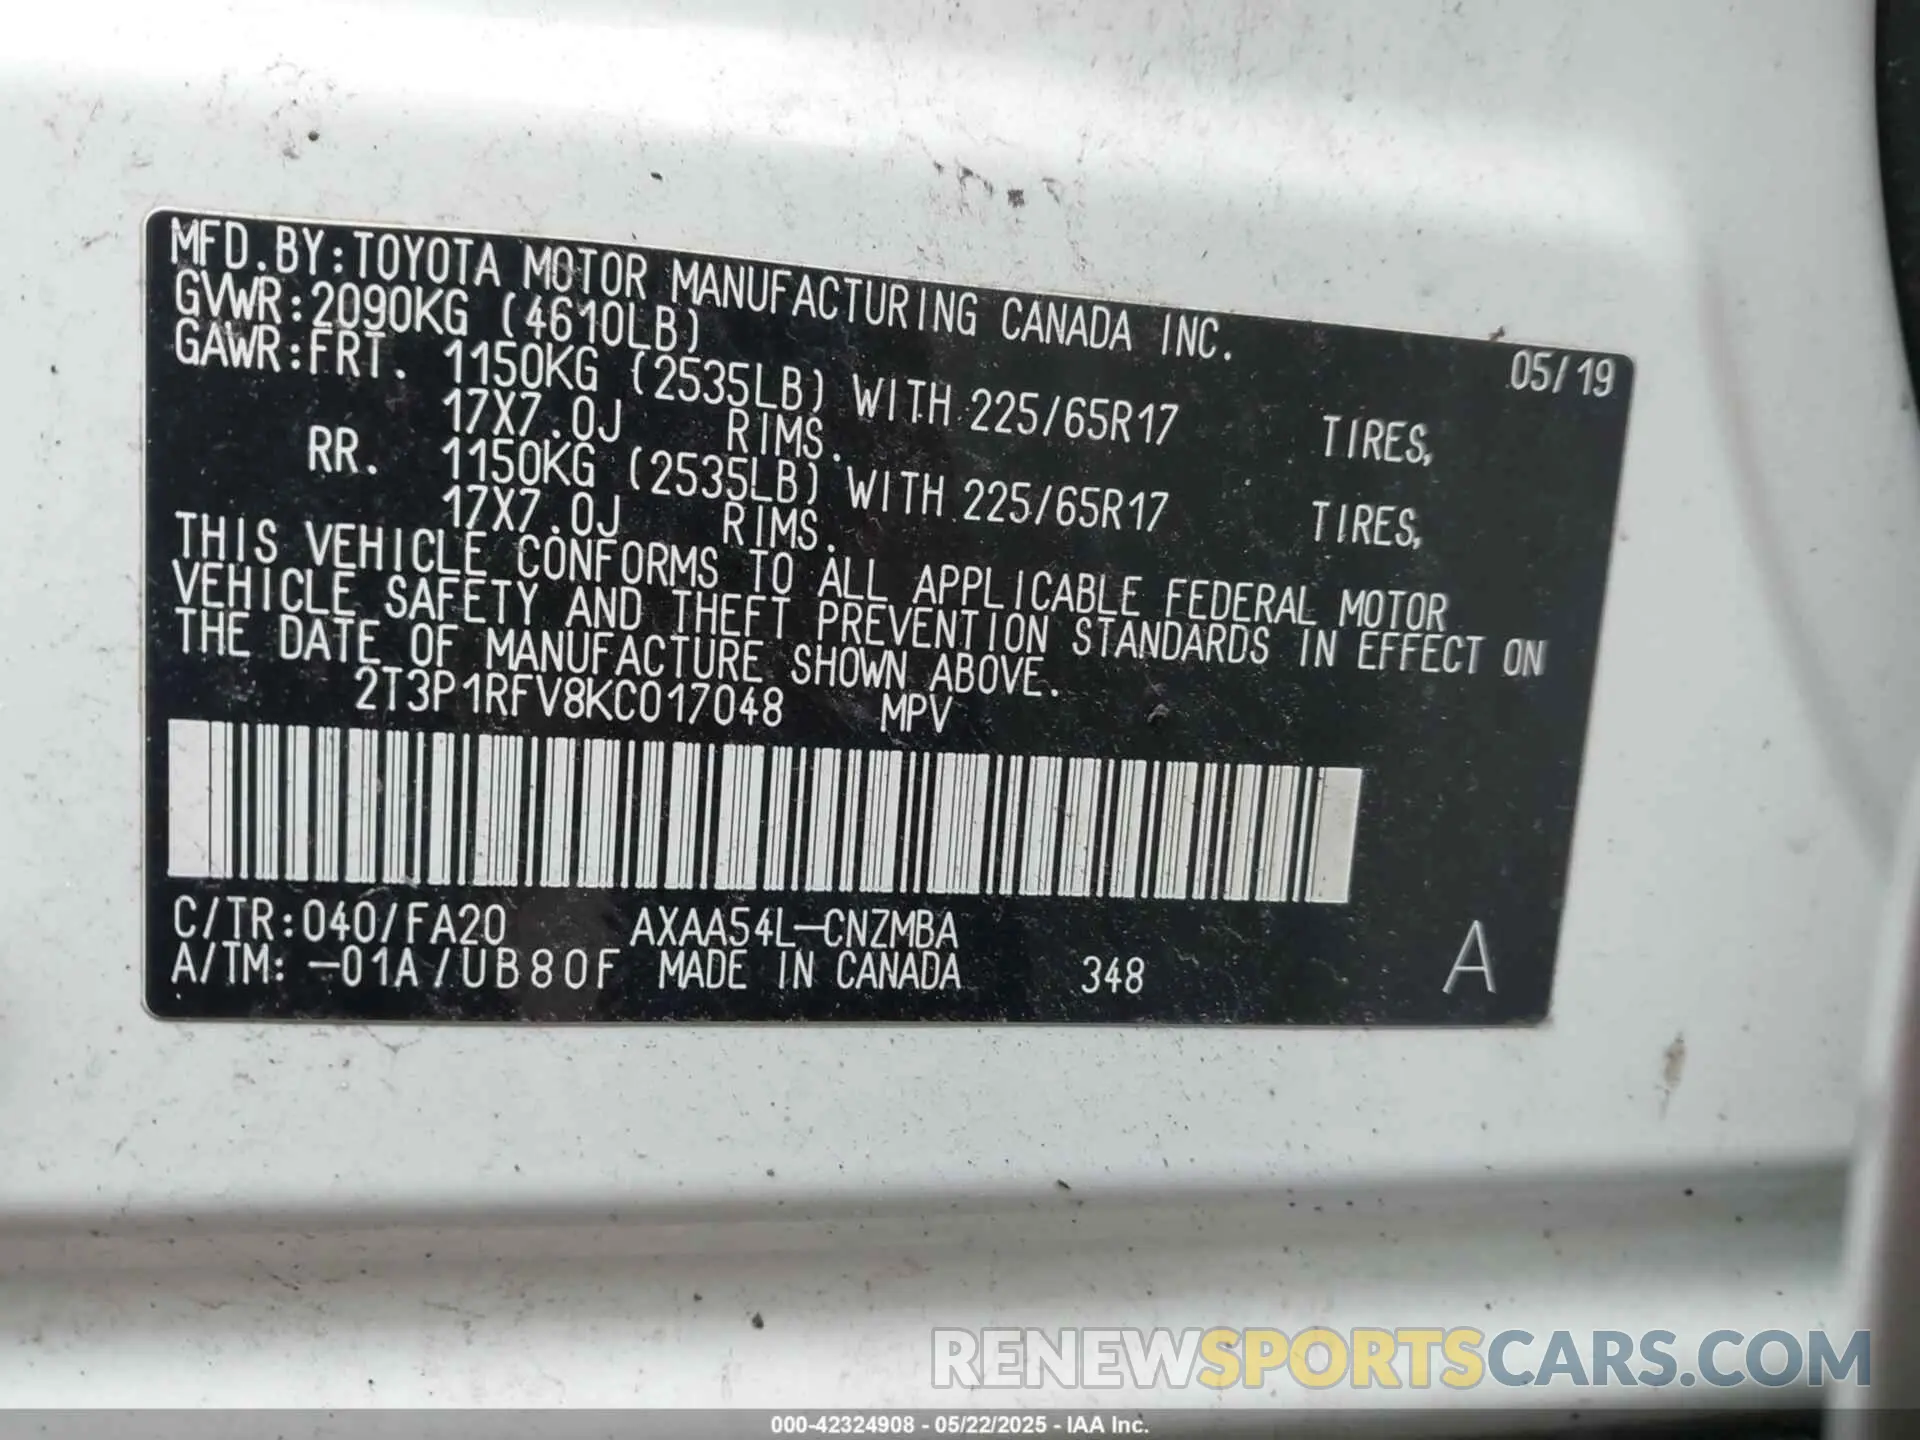 MFD.BY:TOYOTA MOTOR MANUFACTURING CANADA INC. 05/19
GVWR:2090KG (4610LB)
GAWR:FRT. 1150KG (2535LB) WITH 225/65R17 TIRES,
17X7.0J RIMS.
RR. 1150KG (2535LB) WITH 225/65R17 TIRES,
17X7.0J RIMS.
THIS VEHICLE CONFORMS TO ALL APPLICABLE FEDERAL MOTOR
VEHICLE SAFETY AND THEFT PREVENTION STANDARDS IN EFFECT ON
THE DATE OF MANUFACTURE SHOWN ABOVE.
2T3P1RFV8KC017048 MPV
C/TR:040/FA20 AXAA54L-CNZMBA
A/TM: -01A/UB80F MADE IN CANADA 348 A
RENEWSPORTSCARS.COM
000-42324908 - 05/22/2025 - IAA Inc.